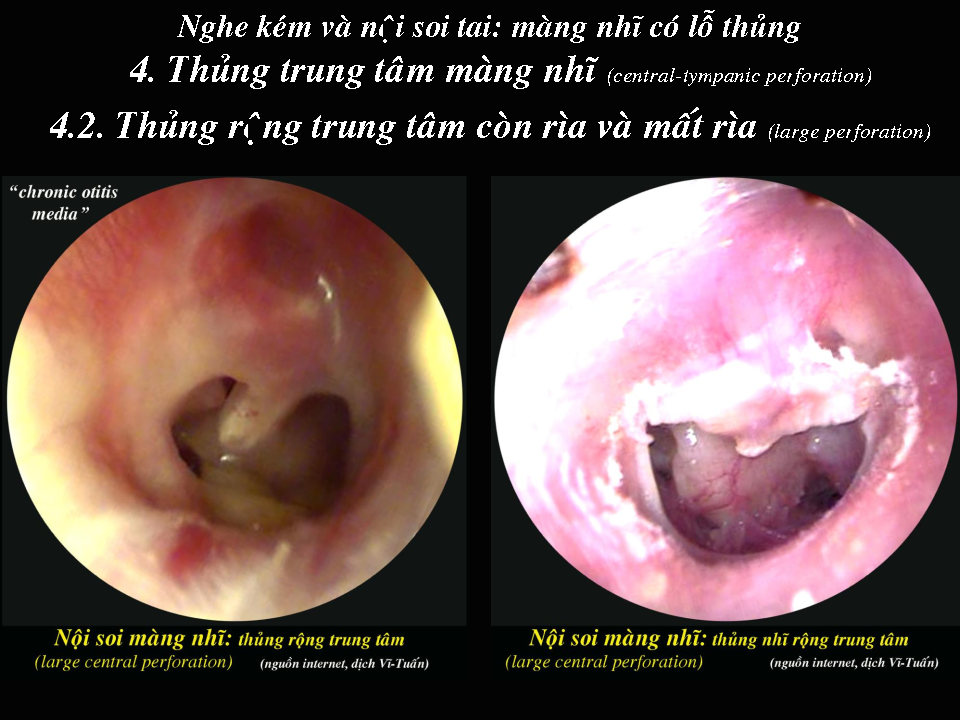 Nghe kém và nội soi tai: màng nhĩ có lỗ thủng
4. Thủng trung tâm màng nhĩ (central-tympanic perforation)
4.2. Thủng rộng trung tâm còn rìa và mất rìa (large perforation)
“chronic otitis
media”
Nội soi màng nhĩ: thủng rộng trung tâm
(large central perforation) (nguồn internet, dịch Vĩ-Tuấn)
Nội soi màng nhĩ: thủng nhĩ rộng trung tâm
(large central perforation) (nguồn internet, dịch Vĩ-Tuấn)